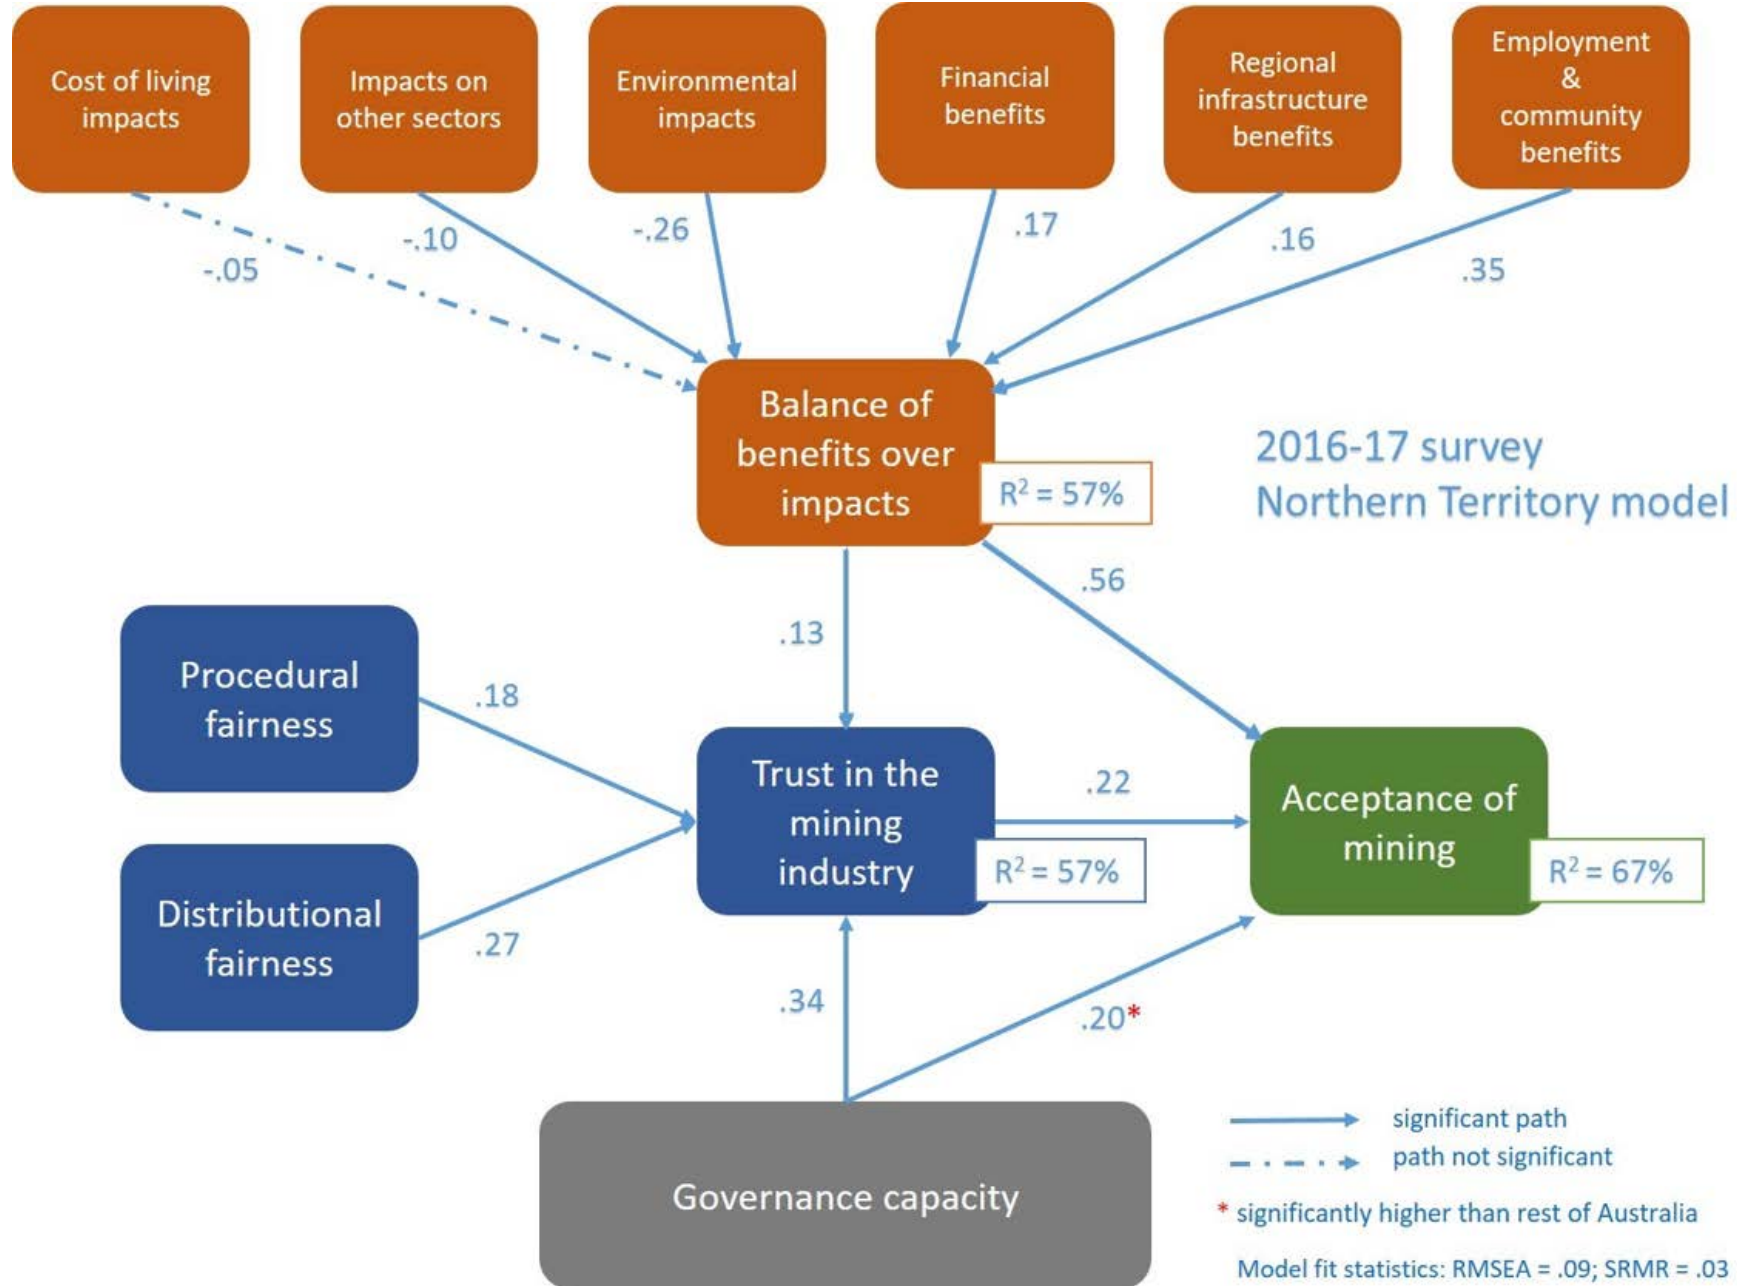 Cost of living
impacts
Impacts on
other sectors
Environmental
impacts
Financial
benefits
Regional
infrastructure
benefits
Employment
&
community
benefits
-.05
-.10
-.26
.17
.16
.35
Balance of
benefits over
impacts
R² = 57%
2016-17 survey
Northern Territory model
.13
.56
Procedural
fairness
.18
Distributional
fairness
.27
Trust in the
mining
industry
R² = 57%
.22
Acceptance of
mining
R² = 67%
.34
.20*
Governance capacity
significant path
path not significant
* significantly higher than rest of Australia
Model fit statistics: RMSEA = .09; SRMR = .03